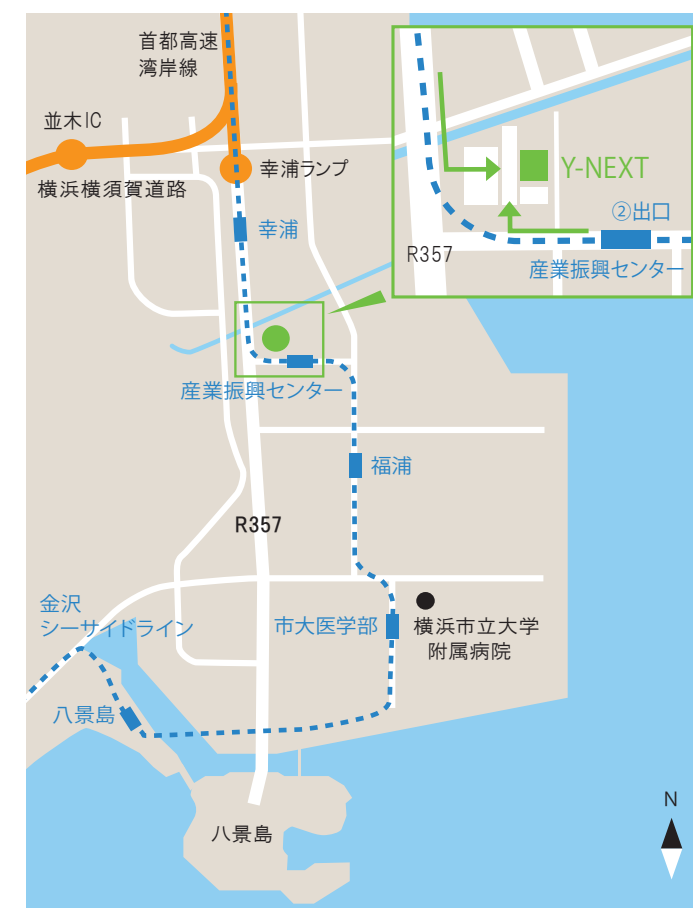 首都高速
湾岸線
並木IC
横浜横須賀道路
幸浦ランプ
幸浦
Y-NEXT
②出口
R357
産業振興センター
産業振興センター
福浦
R357
金沢
シーサイドライン
市大医学部
横浜市立大学
附属病院
八景島
八景島
N